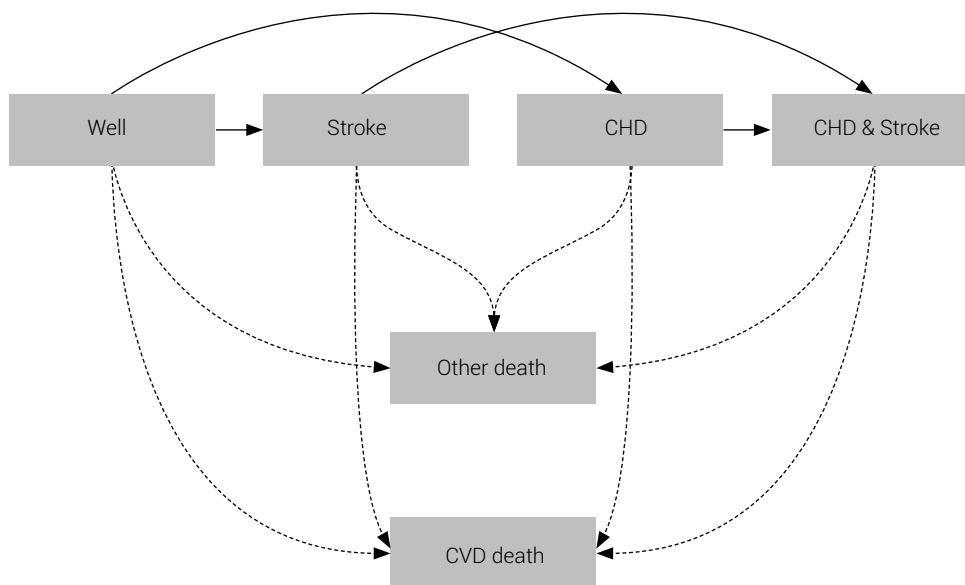 Well
Stroke
CHD
CHD & Stroke
Other death
CVD death